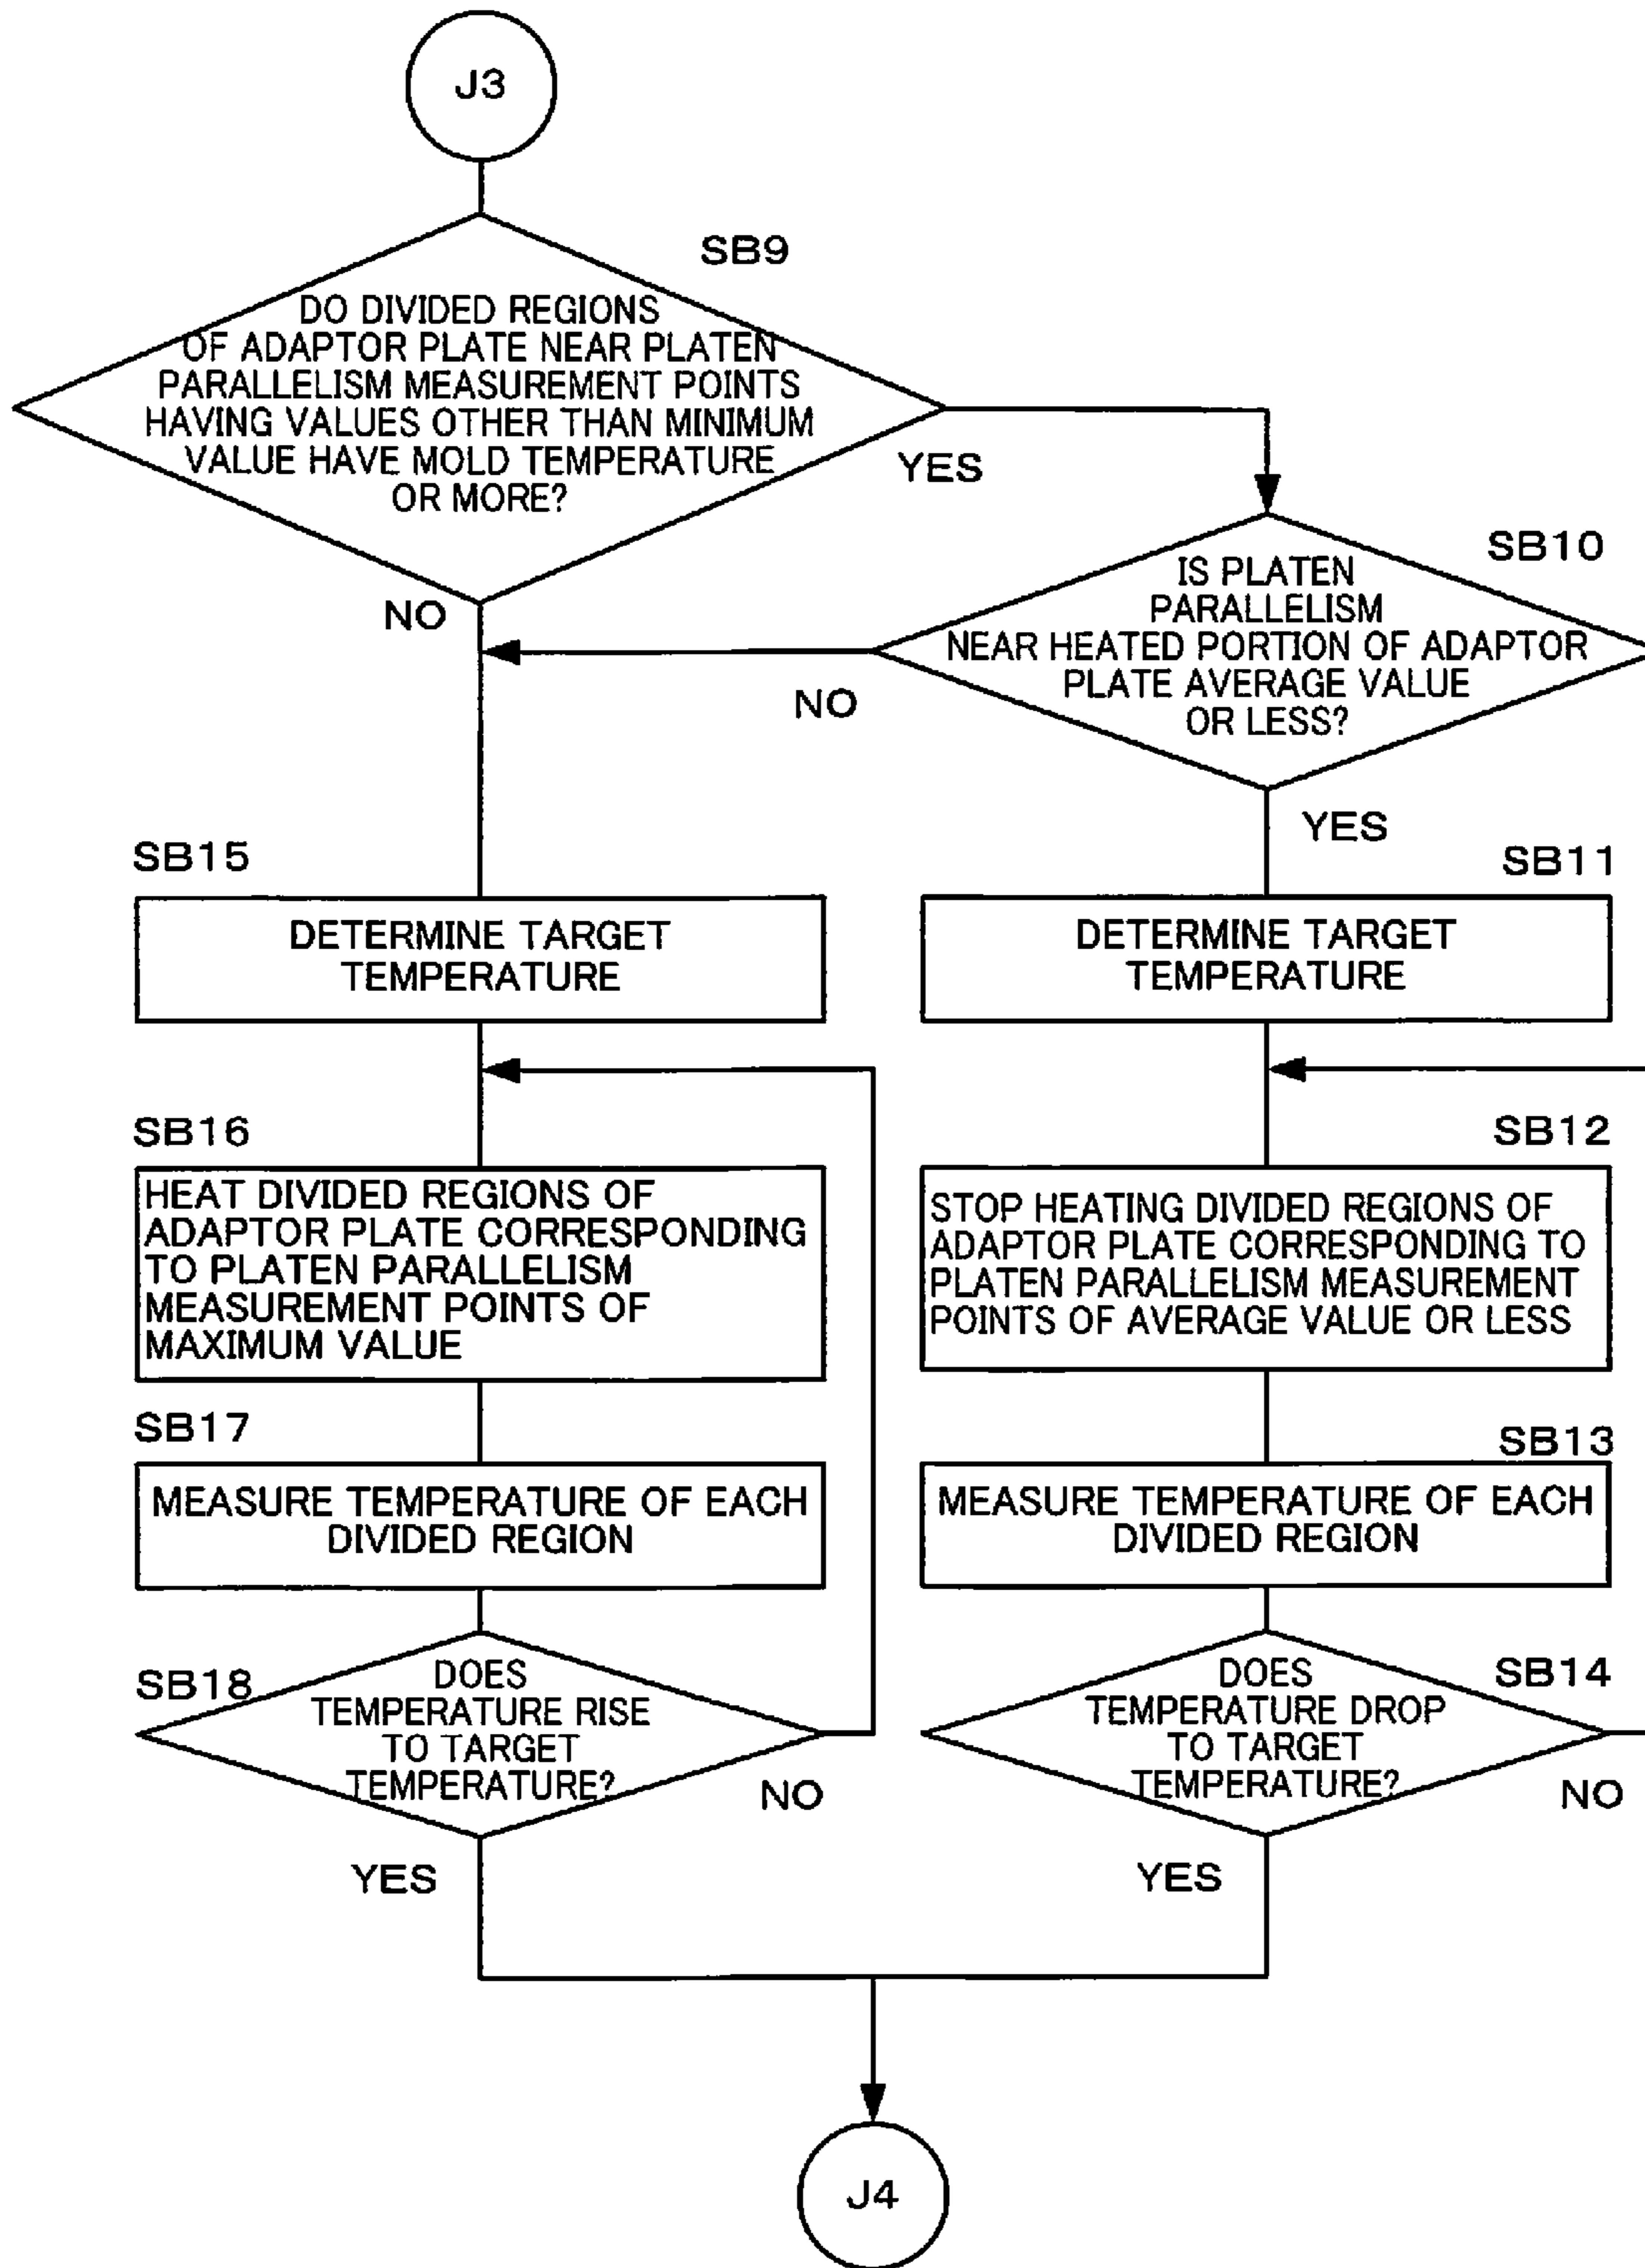 J3
SB9
DO DIVIDED REGIONS
OF ADAPTOR PLATE NEAR PLATEN
PARALLELISM MEASUREMENT POINTS
HAVING VALUES OTHER THAN MINIMUM
VALUE HAVE MOLD TEMPERATURE
OR MORE?
YES
NO
SB10
IS PLATEN
PARALLELISM
NEAR HEATED PORTION OF ADAPTOR
PLATE AVERAGE VALUE
OR LESS?
NO
YES
SB15
DETERMINE TARGET
TEMPERATURE
SB11
DETERMINE TARGET
TEMPERATURE
SB16
HEAT DIVIDED REGIONS OF
ADAPTOR PLATE CORRESPONDING
TO PLATEN PARALLELISM
MEASUREMENT POINTS OF
MAXIMUM VALUE
SB12
STOP HEATING DIVIDED REGIONS OF
ADAPTOR PLATE CORRESPONDING TO
PLATEN PARALLELISM MEASUREMENT
POINTS OF AVERAGE VALUE OR LESS
SB17
MEASURE TEMPERATURE OF EACH
DIVIDED REGION
SB13
MEASURE TEMPERATURE OF EACH
DIVIDED REGION
SB18
DOES
TEMPERATURE RISE
TO TARGET
TEMPERATURE?
NO
YES
SB14
DOES
TEMPERATURE DROP
TO TARGET
TEMPERATURE?
NO
YES
J4